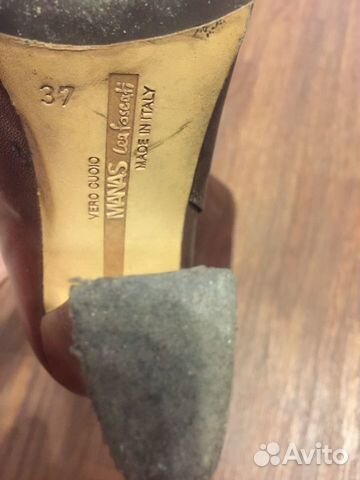 37
VERO CUOIO
MANAS Lea Foscati
MADE IN ITALY
Avito